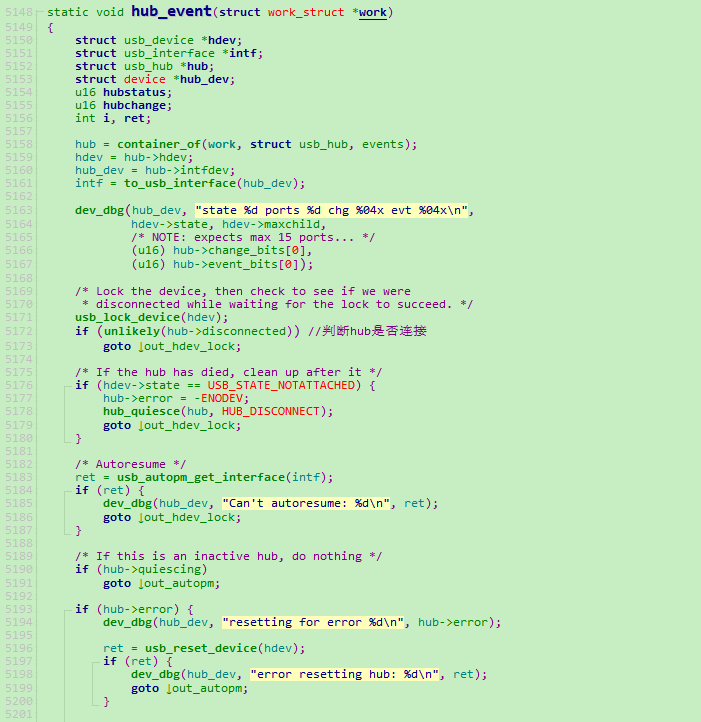 5148 static void hub_event(struct work_struct *work)
5149 {
5150     struct usb_device *hdev;
5151     struct usb_interface *intf;
5152     struct usb_hub *hub;
5153     struct device *hub_dev;
5154     u16 hubstatus;
5155     u16 hubchange;
5156     int i, ret;
5157
5158     hub = container_of(work, struct usb_hub, events);
5159     hdev = hub->hdev;
5160     hub_dev = hub->intfdev;
5161     intf = to_usb_interface(hub_dev);
5162
5163     dev_dbg(hub_dev, "state %d ports %d chg %04x evt %04x\n",
5164             hdev->state, hdev->maxchild,
5165             /* NOTE: expects max 15 ports... */
5166             (u16) hub->change_bits[0],
5167             (u16) hub->event_bits[0]);
5168
5169     /* Lock the device, then check to see if we were
5170      * disconnected while waiting for the lock to succeed. */
5171     usb_lock_device(hdev);
5172     if (unlikely(hub->disconnected)) //判断hub是否连接
5173         goto ↓out_hdev_lock;
5174
5175     /* If the hub has died, clean up after it */
5176     if (hdev->state == USB_STATE_NOTATTACHED) {
5177         hub->error = -ENODEV;
5178         hub_quiesce(hub, HUB_DISCONNECT);
5179         goto ↓out_hdev_lock;
5180     }
5181
5182     /* Autoresume */
5183     ret = usb_autopm_get_interface(intf);
5184     if (ret) {
5185         dev_dbg(hub_dev, "Can't autoresume: %d\n", ret);
5186         goto ↓out_hdev_lock;
5187     }
5188
5189     /* If this is an inactive hub, do nothing */
5190     if (hub->quiescing)
5191         goto ↓out_autopm;
5192
5193     if (hub->error) {
5194         dev_dbg(hub_dev, "resetting for error %d\n", hub->error);
5195
5196         ret = usb_reset_device(hdev);
5197         if (ret) {
5198             dev_dbg(hub_dev, "error resetting hub: %d\n", ret);
5199             goto ↓out_autopm;
5200         }
5201